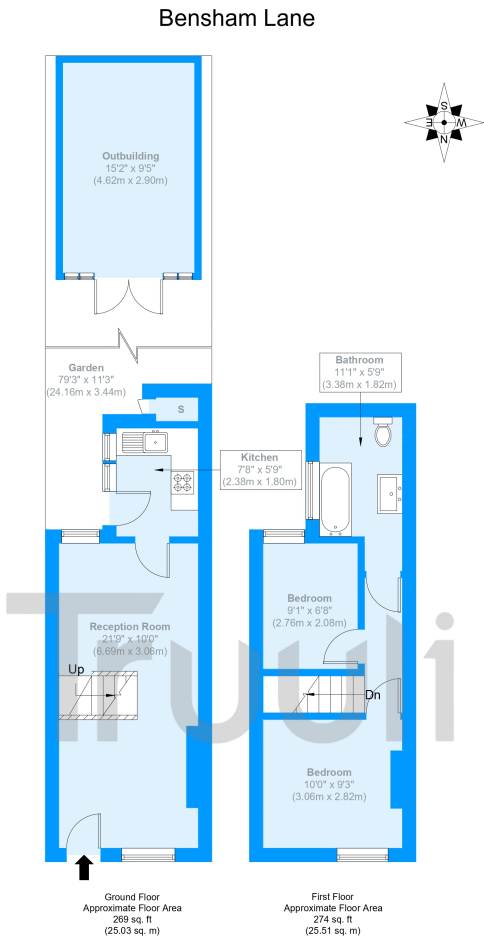 Bensham Lane
Outbuilding
15'2" x 9'5"
(4.62m x 2.90m)
S
W
E
N
Garden
79'3" x 11'3"
(24.16m x 3.44m)
S
Bathroom
11'1" x 5'9"
(3.38m x 1.82m)
Kitchen
7'8" x 5'9"
(2.38m x 1.80m)
Reception Room
21'9" x 10'0"
(6.69m x 3.06m)
Up
Bedroom
9'1" x 6'8"
(2.76m x 2.08m)
Dn
Bedroom
10'0" x 9'3"
(3.06m x 2.82m)
Truuli
Ground Floor
Approximate Floor Area
269 sq. ft
(25.03 sq. m)
First Floor
Approximate Floor Area
274 sq. ft
(25.51 sq. m)